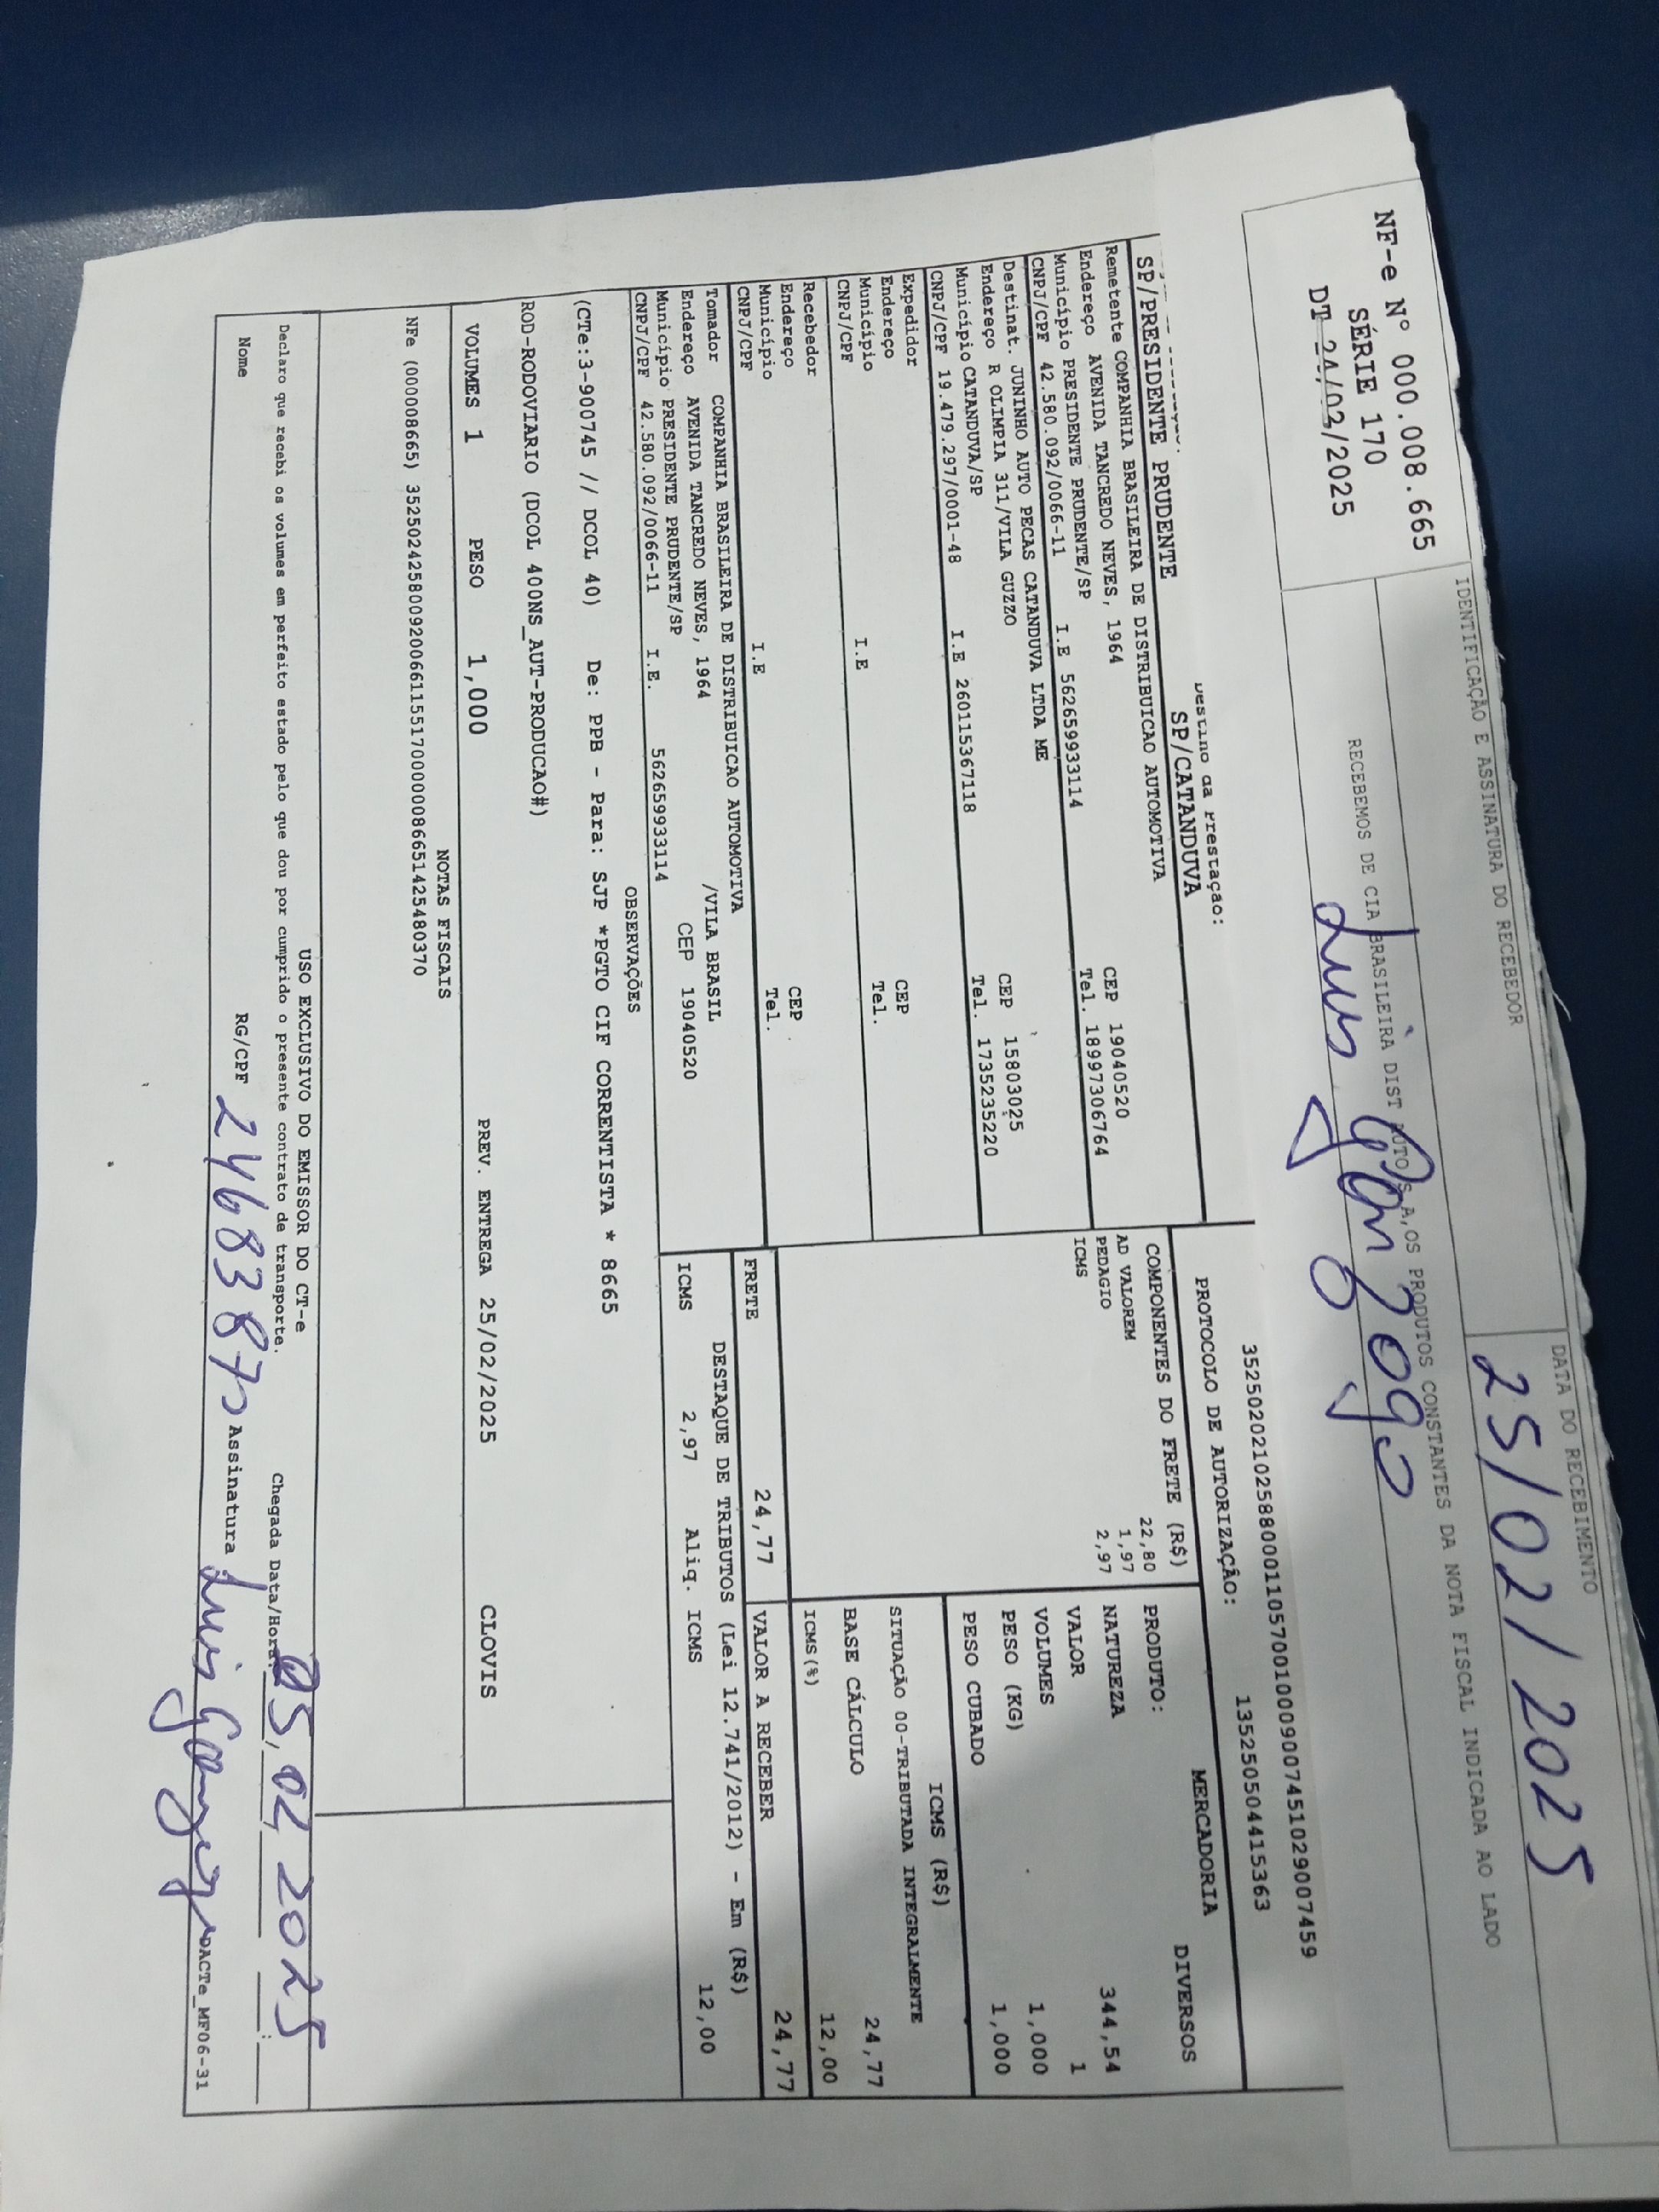 IDENTIFICAÇÃO E ASSINATURA DO RECEBEDOR
DATA DO RECEBIMENTO
25/02/2025
NF-e N° 000.008.665
SÉRIE 170
DT 24/02/2025
RECEBEMOS DE CIA BRASILEIRA DIST AUTO S.A, OS PRODUTOS CONSTANTES DA NOTA FISCAL INDICADA AO LADO
Luis
Destino da Prestação:
SP/PRESIDENTE PRUDENTE SP/CATANDUVA
35250202102588000110570010009007451029007459
PROTOCOLO DE AUTORIZAÇÃO: 135250504415363
Remetente COMPANHIA BRASILEIRA DE DISTRIBUICAO AUTOMOTIVA
Endereço AVENIDA TANCREDO NEVES, 1964 CEP 19040520
Município PRESIDENTE PRUDENTE/SP Tel. 18997306764
CNPJ/CPF 42.580.092/0066-11 I.E 562659933114
Destinat. JUNINHO AUTO PECAS CATANDUVA LTDA ME
Endereço R OLIMPIA 311/VILA GUZZO CEP 15803025
Município CATANDUVA/SP Tel. 1735235220
CNPJ/CPF 19.479.297/0001-48 I.E 260115367118
Expedidor
Endereço CEP
Município Tel.
CNPJ/CPF I.E
Recebedor
Endereço CEP
Município Tel.
CNPJ/CPF I.E
Tomador COMPANHIA BRASILEIRA DE DISTRIBUICAO AUTOMOTIVA
Endereço AVENIDA TANCREDO NEVES, 1964 /VILA BRASIL
Município PRESIDENTE PRUDENTE/SP CEP 19040520
CNPJ/CPF 42.580.092/0066-11 I.E. 562659933114
COMPONENTES DO FRETE (R$)
AD VALOREM 22,80
PEDAGIO 1,97
ICMS 2,97
MERCADORIA
PRODUTO: DIVERSOS
NATUREZA
VALOR 344,54
VOLUMES 1
PESO (KG) 1,000
PESO CUBADO 1,000
ICMS (R$)
SITUAÇÃO 00-TRIBUTADA INTEGRALMENTE
BASE CÁLCULO 24,77
ICMS(%) 12,00
FRETE 24,77
VALOR A RECEBER 24,77
DESTAQUE DE TRIBUTOS (Lei 12.741/2012) - Em (R$)
ICMS 2,97 Aliq. ICMS 12,00
OBSERVAÇÕES
(CTe:3-900745 // DCOL 40) De: PPB - Para: SJP *PGTO CIF CORRENTISTA * 8665
ROD-RODOVIARIO (DCOL 400NS_AUT-PRODUCAO#)
VOLUMES 1 PESO 1,000 PREV. ENTREGA 25/02/2025 CLOVIS
NOTAS FISCAIS
NFe (000008665) 35250242580092006611551700000086651425480370
USO EXCLUSIVO DO EMISSOR DO CT-e
Declaro que recebi os volumes em perfeito estado pelo que dou por cumprido o presente contrato de transporte.
Chegada Data/Hora: 02 2025
Nome RG/CPF Assinatura Luis
DACTe_MF06-31